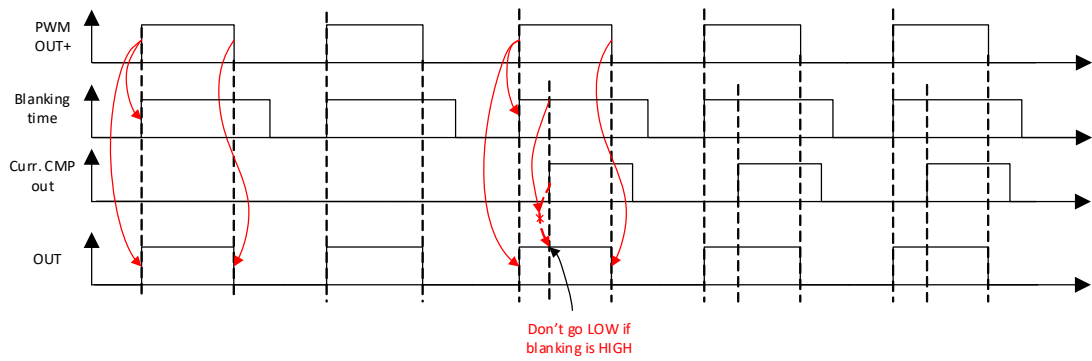 PWM
OUT+
Blanking
time
Curr. CMP
out
OUT
Don't go LOW if
blanking is HIGH